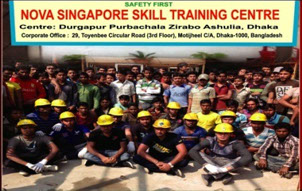 SAFETY FIRST
NOVA SINGAPORE SKILL TRAINING CENTRE
Centre: Durgapur Purbachala Zirabo Ashulia, Dhaka
Corporate Office : 29, Toyenbee Circular Road (3rd Floor), Motijheel C/A, Dhaka-1000, Bangladesh